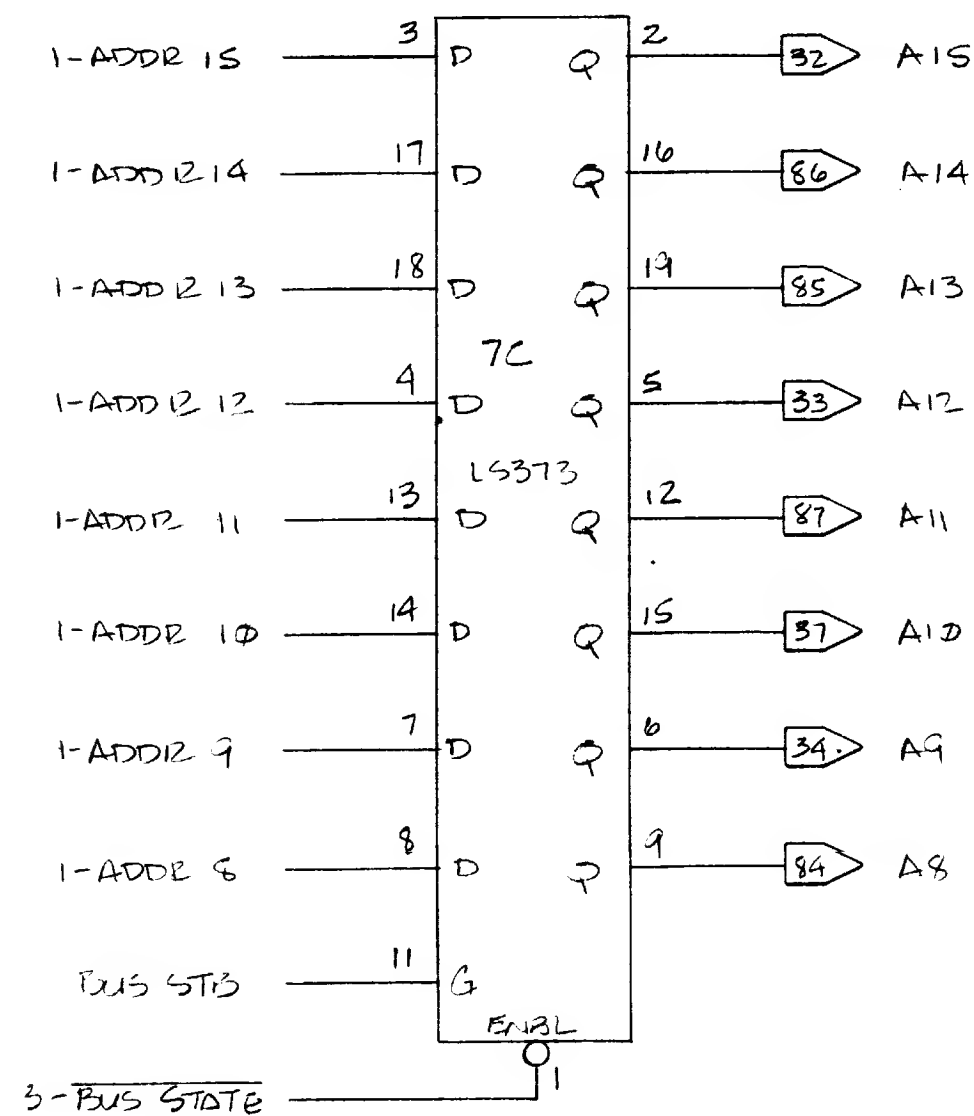 1-ADDR 15 3 D Q 2 32 A15
1-ADDR 14 17 D Q 16 86 A14
1-ADDR 13 18 D Q 19 85 A13
7C
1-ADDR 12 4 D Q 5 33 A12
LS373
1-ADDR 11 13 D Q 12 87 A11
1-ADDR 10 14 D Q 15 37 A10
1-ADDR 9 7 D Q 6 34 A9
1-ADDR 8 8 D Q 9 84 A8
BUS STB 11 G
ENBL
3-BUS STATE 1